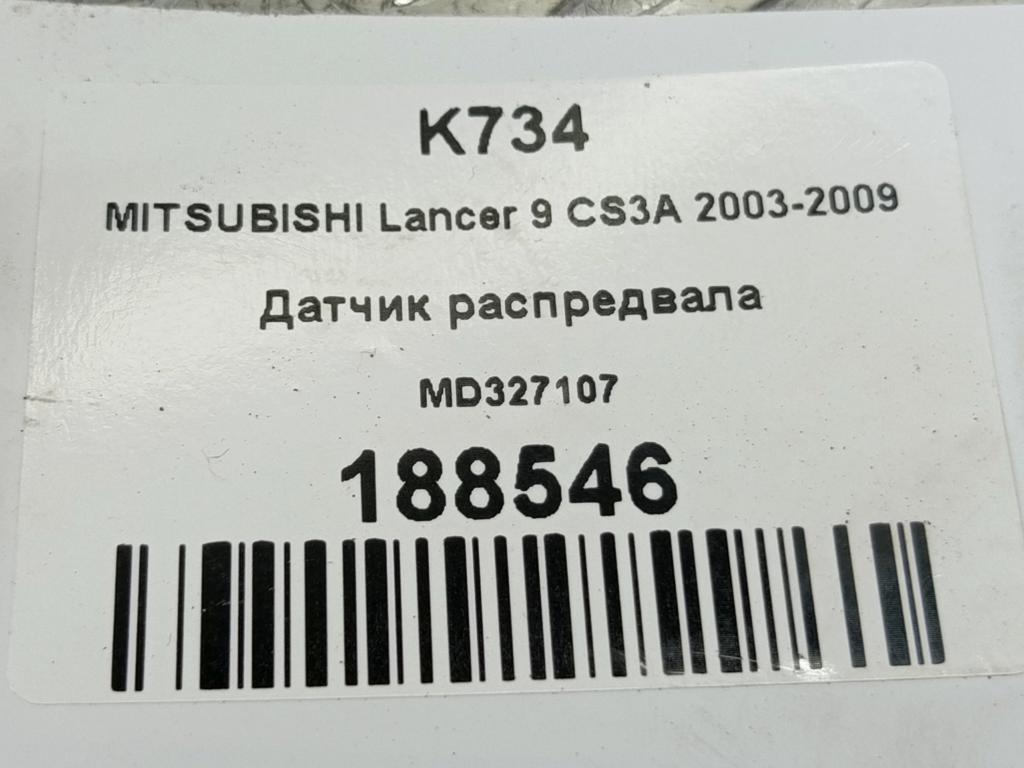 K734
MITSUBISHI Lancer 9 CS3A 2003-2009
Датчик распредвала
MD327107
188546